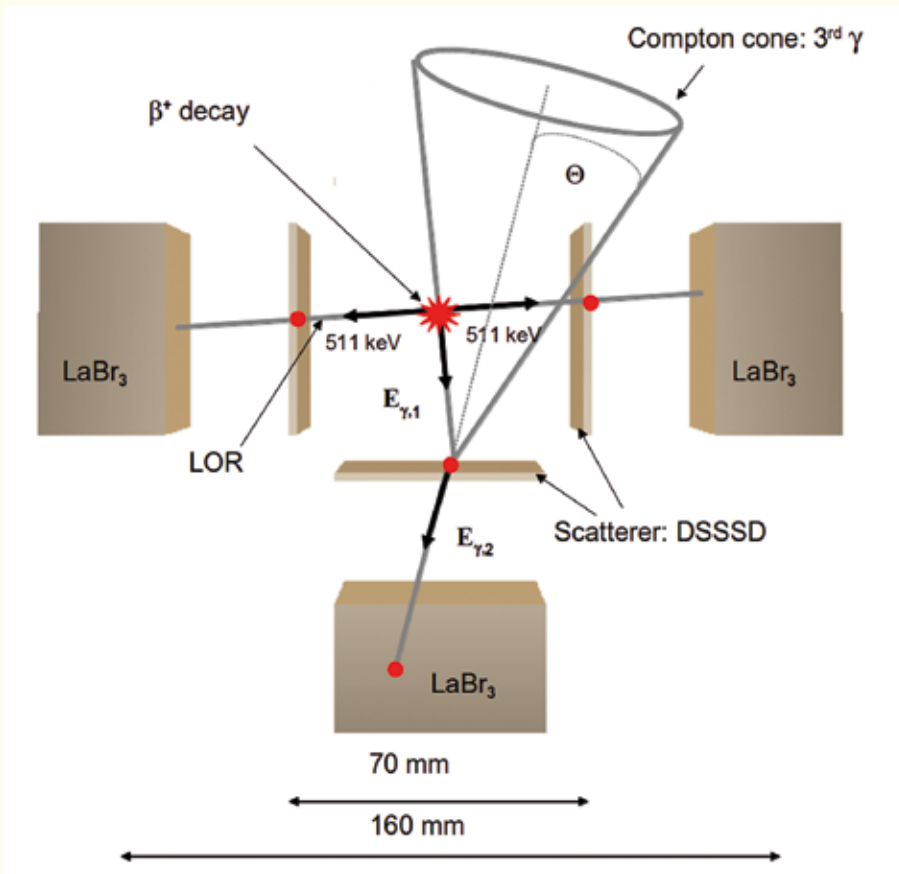 Compton cone: 3rd γ
β+ decay
Θ
511 keV
511 keV
LaBr3
LaBr3
Eγ,1
LOR
Scatterer: DSSSD
Eγ,2
LaBr3
70 mm
160 mm